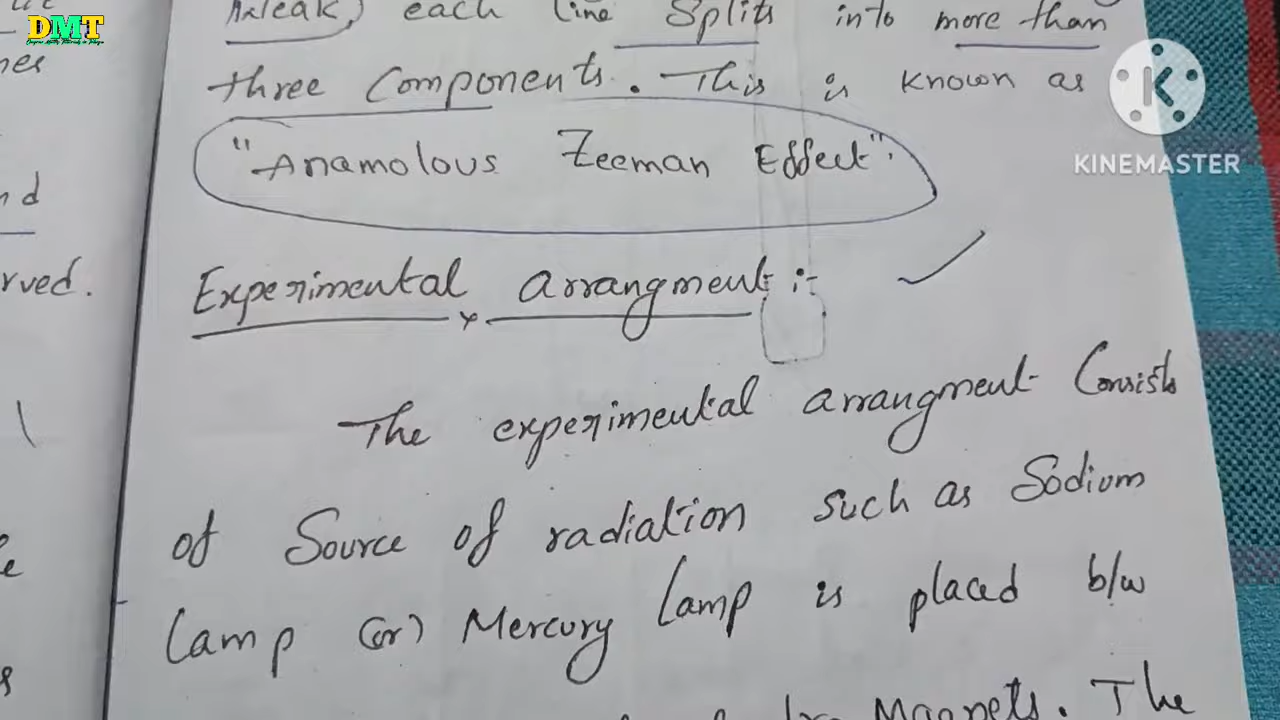 DMT
each line Splits into more than
three Components. This is known as
"Anamolous Zeeman Effect".
Experimental arrangment :-
The experimental arrangment Consists
of Source of radiation such as Sodium
Lamp (or) Mercury Lamp is placed b/w
Magnets. The
rved.
nd
KINEMASTER